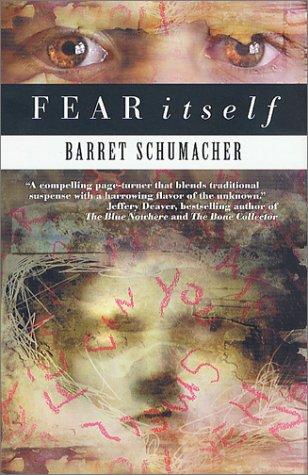 FEAR itself
BARRET SCHUMACHER
"A compelling page-turner that blends traditional
suspense with a harrowing flavor of the unknown."
Jeffery Deaver, bestselling author of
The Blue Nowhere and The Bone Collector